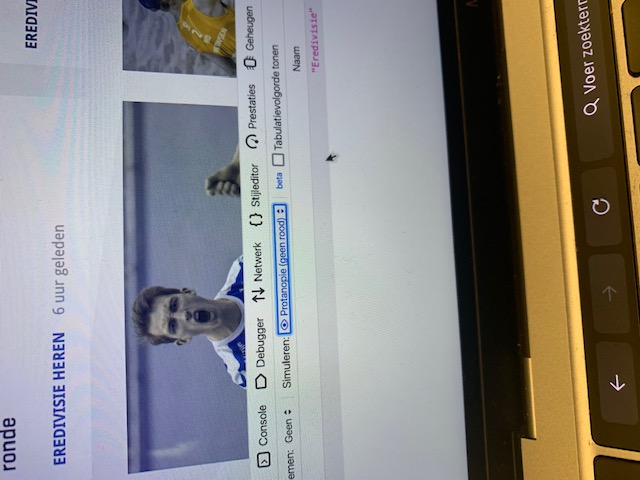 ronde
EREDIVISIE HEREN 6 uur geleden
Console Debugger Netwerk Stijleditor Prestaties Geheugen
Simuleren: Protanopie (geen rood) beta Tabulatievolgorde tonen
emen: Geen
Naam
"Eredivisie"
Voer zoekterm